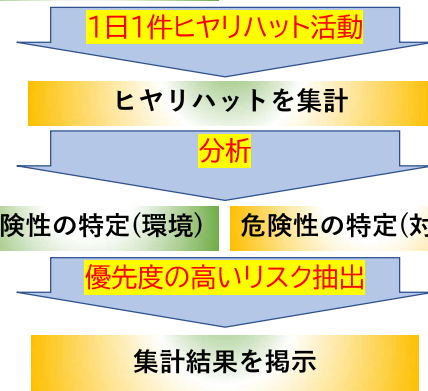 1日1件ヒヤリハット活動
ヒヤリハットを集計
分析
険性の特定(環境) 危険性の特定(対
優先度の高いリスク抽出
集計結果を掲示